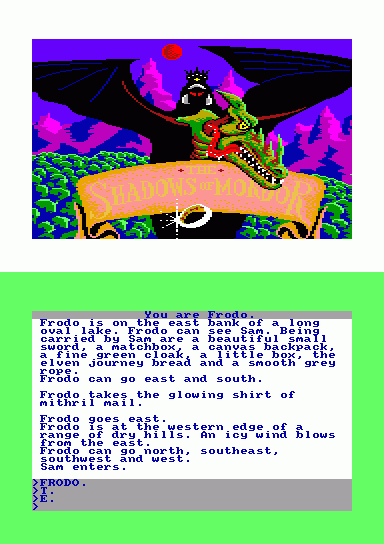 THE
SHADOWS OF MORDOR
You are Frodo.
Frodo is on the east bank of a long
oval lake. Frodo can see Sam. Being
carried by Sam are a beautiful small
sword, a matchbox, a canvas backpack,
a fine green cloak, a little box, the
elven journey bread and a smooth grey
rope.
Frodo can go east and south.
Frodo takes the glowing shirt of
mithril mail.
Frodo goes east.
Frodo is at the western edge of a
range of dry hills. An icy wind blows
from the east.
Frodo can go north, southeast,
southwest and west.
Sam enters.
>FRODO.
>T.
>E.
>